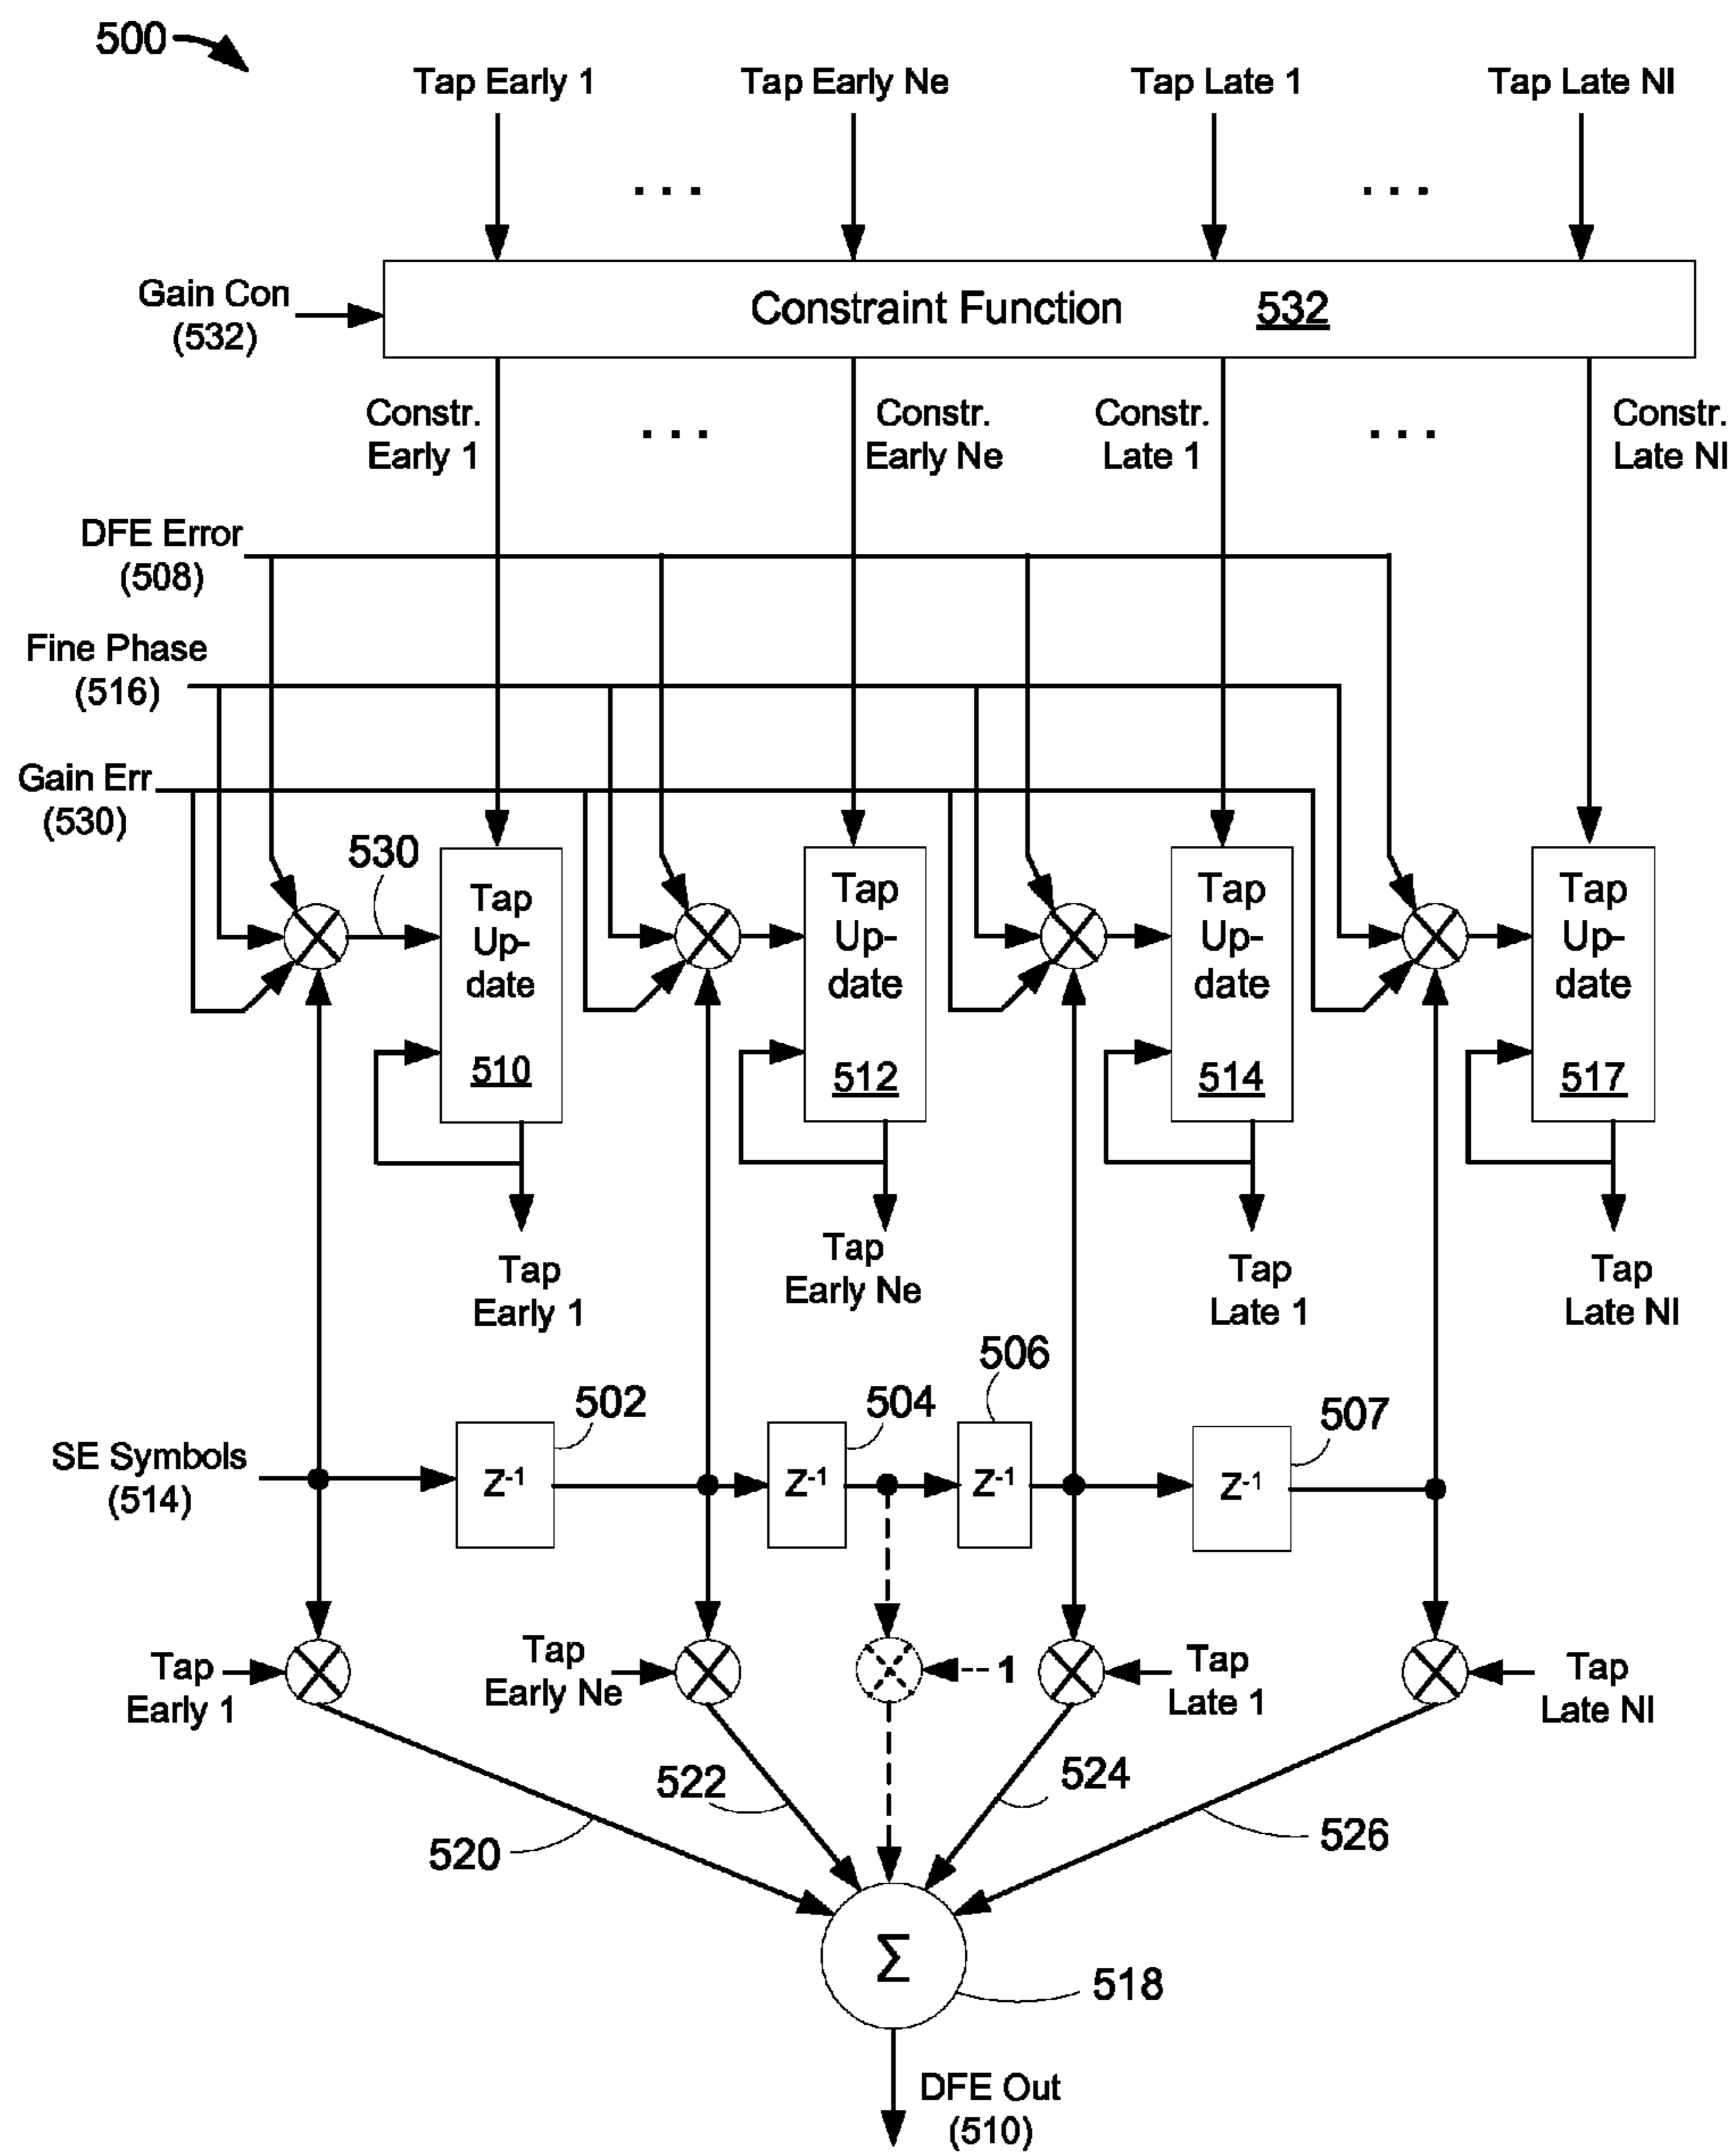 500
Tap Early 1
Tap Early Ne
Tap Late 1
Tap Late Nl
. . .
. . .
Gain Con
(532)
Constraint Function 532
Constr.
Early 1
. . .
Constr.
Early Ne
Constr.
Late 1
. . .
Constr.
Late Nl
DFE Error
(508)
Fine Phase
(516)
Gain Err
(530)
530
Tap
Up-
date
510
Tap
Up-
date
512
Tap
Up-
date
514
Tap
Up-
date
517
Tap
Early 1
Tap
Early Ne
Tap
Late 1
Tap
Late Nl
SE Symbols
(514)
z-1
502
z-1
504
z-1
506
z-1
507
Tap
Early 1
Tap
Early Ne
1
Tap
Late 1
Tap
Late Nl
520
522
524
526
Σ
518
DFE Out
(510)